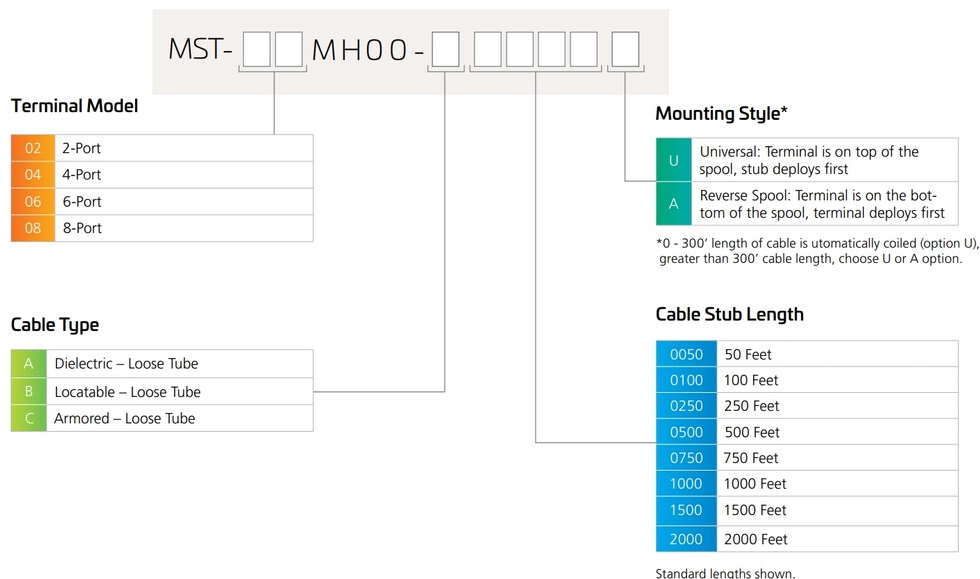 MST- MH00 -
Terminal Model
02 2-Port
04 4-Port
06 6-Port
08 8-Port
Cable Type
A Dielectric – Loose Tube
B Locatable – Loose Tube
C Armored – Loose Tube
Mounting Style*
U Universal: Terminal is on top of the
spool, stub deploys first
A Reverse Spool: Terminal is on the bot-
tom of the spool, terminal deploys first
*0 - 300’ length of cable is utomatically coiled (option U),
greater than 300’ cable length, choose U or A option.
Cable Stub Length
0050 50 Feet
0100 100 Feet
0250 250 Feet
0500 500 Feet
0750 750 Feet
1000 1000 Feet
1500 1500 Feet
2000 2000 Feet
Standard lengths shown.